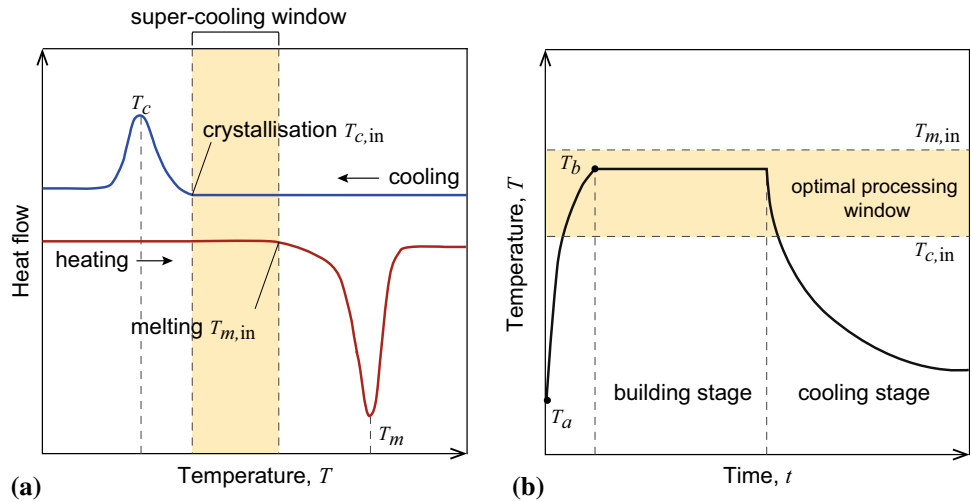 super-cooling window
T_c
crystallisation T_c,in
cooling
heating
melting T_m,in
T_m
Heat flow
Temperature, T
(a)
T_m,in
T_b
optimal processing
window
T_c,in
building stage
cooling stage
T_a
Temperature, T
Time, t
(b)